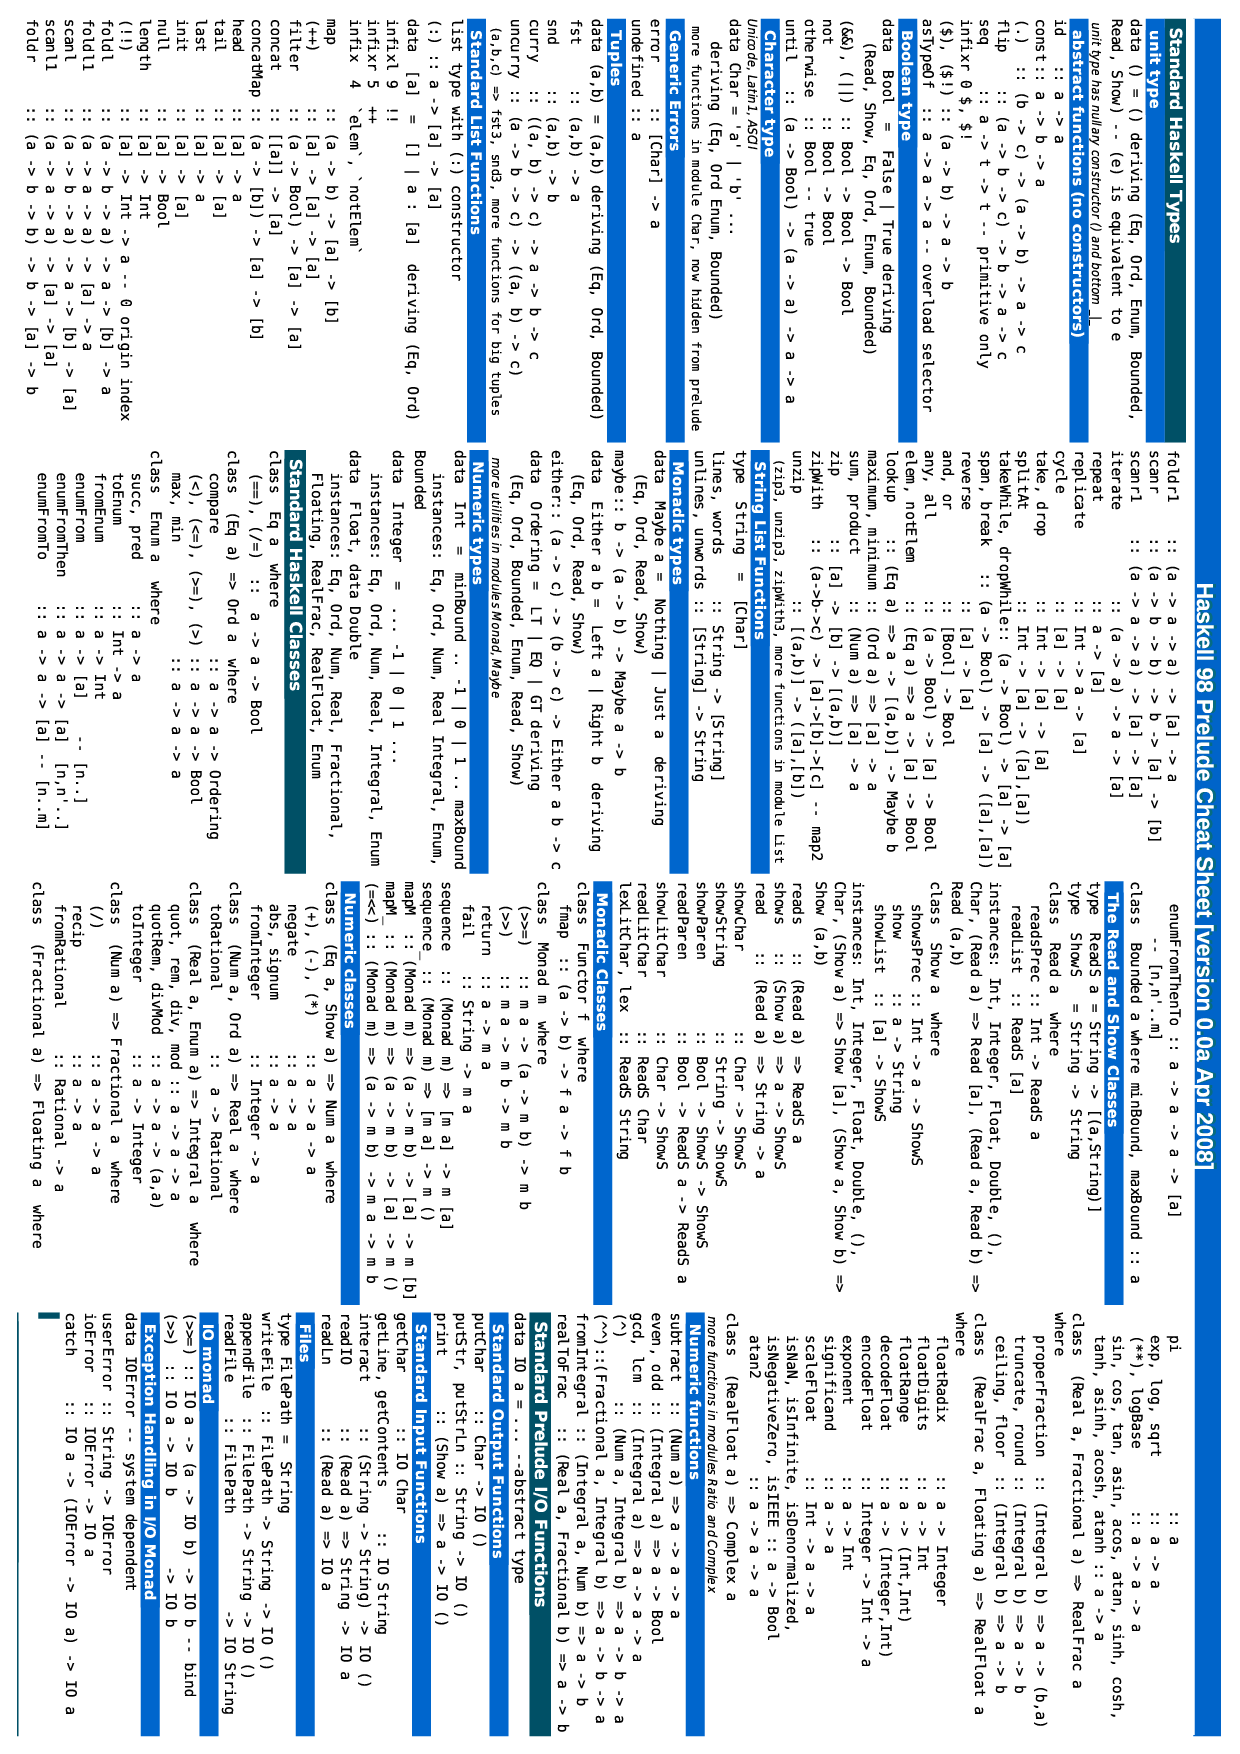 Haskell 98 Prelude Cheat Sheet [version 0.0a Apr 2008]
Standard Haskell Types
unit type
data () = () deriving (Eq, Ord, Enum, Bounded,
Read, Show) -- (e) is equivalent to e
unit type has nullary constructor () and bottom _|_
abstract functions (no constructors)
id :: a -> a
const:: a -> b -> a
(.) :: (b -> c) -> (a -> b) -> a -> c
flip :: (a -> b -> c) -> b -> a -> c
seq :: a -> t -> t -- primitive only
infixr 0 $, $!
($), ($!) :: (a -> b) -> a -> b
asTypeOf :: a -> a -> a -- overload selector
Boolean type
data Bool = False | True deriving
(Read, Show, Eq, Ord, Enum, Bounded)
(&&), (||) :: Bool -> Bool -> Bool
not :: Bool -> Bool
otherwise :: Bool -- true
until :: (a -> Bool) -> (a -> a) -> a -> a
Character type
Unicode, Latin1, ASCII
data Char = 'a' | 'b' ...
deriving (Eq, Ord Enum, Bounded)
more functions in module Char, now hidden from prelude
Generic Errors
error :: [Char] -> a
undefined :: a
Tuples
data (a,b) = (a,b) deriving (Eq, Ord, Bounded)
fst :: (a,b) -> a
snd :: (a,b) -> b
curry :: ((a, b) -> c) -> a -> b -> c
uncurry :: (a -> b -> c) -> ((a, b) -> c)
(a,b,c) => fst3, snd3, more functions for big tuples
Standard List Functions
list type with (:) constructor
(:) :: a -> [a] -> [a]
data [a] = [] | a : [a] deriving (Eq, Ord)
infixl 9 !!
infixr 5 ++
infix 4 `elem`, `notElem`
map :: (a -> b) -> [a] -> [b]
(++) :: [a] -> [a] -> [a]
filter :: (a -> Bool) -> [a] -> [a]
concat :: [[a]] -> [a]
concatMap :: (a -> [b]) -> [a] -> [b]
head :: [a] -> a
tail :: [a] -> [a]
last :: [a] -> a
init :: [a] -> [a]
null :: [a] -> Bool
length :: [a] -> Int
(!!) :: [a] -> Int -> a -- 0 origin index
foldl :: (a -> b -> a) -> a -> [b] -> a
foldl1 :: (a -> a -> a) -> [a] -> a
scanl :: (a -> b -> a) -> a -> [b] -> [a]
scanl1 :: (a -> a -> a) -> [a] -> [a]
foldr :: (a -> b -> b) -> b -> [a] -> b
foldr1 :: (a -> a -> a) -> [a] -> a
scanr :: (a -> b -> b) -> b -> [a] -> [b]
scanr1 :: (a -> a -> a) -> [a] -> [a]
iterate :: (a -> a) -> a -> [a]
repeat :: a -> [a]
replicate :: Int -> a -> [a]
cycle :: [a] -> [a]
take, drop :: Int -> [a] -> [a]
splitAt :: Int -> [a] -> ([a],[a])
takeWhile, dropWhile:: (a -> Bool) -> [a] -> [a]
span, break :: (a -> Bool) -> [a] -> ([a],[a])
reverse :: [a] -> [a]
and, or :: [Bool] -> Bool
any, all :: (a -> Bool) -> [a] -> Bool
elem, notElem :: (Eq a) => a -> [a] -> Bool
lookup :: (Eq a) => a -> [(a,b)] -> Maybe b
maximum, minimum :: (Ord a) => [a] -> a
sum, product :: (Num a) => [a] -> a
zip :: [a] -> [b] -> [(a,b)]
zipWith :: (a->b->c) -> [a]->[b]->[c] -- map2
unzip :: [(a,b)] -> ([a],[b])
(zip3, unzip3, zipWith3, more functions in module List
String List Functions
type String = [Char]
lines, words :: String -> [String]
unlines, unwords :: [String] -> String
Monadic types
data Maybe a = Nothing | Just a deriving
(Eq, Ord, Read, Show)
maybe:: b -> (a -> b) -> Maybe a -> b
data Either a b = Left a | Right b deriving
(Eq, Ord, Read, Show)
either:: (a -> c) -> (b -> c) -> Either a b -> c
data Ordering = LT | EQ | GT deriving
(Eq, Ord, Bounded, Enum, Read, Show)
more utilities in modules Monad, Maybe
Numeric types
data Int = minBound .. -1 | 0 | 1 .. maxBound
instances: Eq, Ord, Num, Real Integral, Enum,
Bounded
data Integer = ... -1 | 0 | 1 ...
instances: Eq, Ord, Num, Real, Integral, Enum
data Float, data Double
instances: Eq, Ord, Num, Real, Fractional,
Floating, RealFrac, RealFloat, Enum
Standard Haskell Classes
class Eq a where
(==), (/=) :: a -> a -> Bool
class (Eq a) => Ord a where
compare :: a -> a -> Ordering
(<), (<=), (>=), (>) :: a -> a -> Bool
max, min :: a -> a -> a
class Enum a where
succ, pred :: a -> a
toEnum :: Int -> a
fromEnum :: a -> Int
enumFrom :: a -> [a] -- [n..]
enumFromThen :: a -> a -> [a] [n,n'..]
enumFromTo :: a -> a -> [a] -- [n..m]
enumFromThenTo :: a -> a -> a -> [a]
-- [n,n'..m]
class Bounded a where minBound, maxBound :: a
The Read and Show Classes
type ReadS a = String -> [(a,String)]
type ShowS = String -> String
class Read a where
readsPrec :: Int -> ReadS a
readList :: ReadS [a]
instances: Int, Integer, Float, Double, (),
Char, (Read a) => Read [a], (Read a, Read b) =>
Read (a,b)
class Show a where
showsPrec :: Int -> a -> ShowS
show :: a -> String
showList :: [a] -> ShowS
instances: Int, Integer, Float, Double, (),
Char, (Show a) => Show [a], (Show a, Show b) =>
Show (a,b)
reads :: (Read a) => ReadS a
shows :: (Show a) => a -> ShowS
read :: (Read a) => String -> a
showChar :: Char -> ShowS
showString :: String -> ShowS
showParen :: Bool -> ShowS -> ShowS
readParen :: Bool -> ReadS a -> ReadS a
showLitChar :: Char -> ShowS
readLitChar :: ReadS Char
lexLitChar, lex :: ReadS String
Monadic Classes
class Functor f where
fmap :: (a -> b) -> f a -> f b
class Monad m where
(>>=) :: m a -> (a -> m b) -> m b
(>>) :: m a -> m b -> m b
return :: a -> m a
fail :: String -> m a
sequence :: (Monad m) => [m a] -> m [a]
sequence_ :: (Monad m) => [m a] -> m ()
mapM :: (Monad m) => (a -> m b) -> [a] -> m [b]
mapM_ :: (Monad m) => (a -> m b) -> [a] -> m ()
(=<<) :: (Monad m) => (a -> m b) -> m a -> m b
Numeric classes
class (Eq a, Show a) => Num a where
(+), (-), (*) :: a -> a -> a
negate :: a -> a
abs, signum :: a -> a
fromInteger :: Integer -> a
class (Num a, Ord a) => Real a where
toRational :: a -> Rational
class (Real a, Enum a) => Integral a where
quot, rem, div, mod :: a -> a -> a
quotRem, divMod :: a -> a -> (a,a)
toInteger :: a -> Integer
class (Num a) => Fractional a where
(/) :: a -> a -> a
recip :: a -> a
fromRational :: Rational -> a
class (Fractional a) => Floating a where
pi :: a
exp, log, sqrt :: a -> a
(**), logBase :: a -> a -> a
sin, cos, tan, asin, acos, atan, sinh, cosh,
tanh, asinh, acosh, atanh :: a -> a
class (Real a, Fractional a) => RealFrac a
where
properFraction :: (Integral b) => a -> (b,a)
truncate, round :: (Integral b) => a -> b
ceiling, floor :: (Integral b) => a -> b
class (RealFrac a, Floating a) => RealFloat a
where
floatRadix :: a -> Integer
floatDigits :: a -> Int
floatRange :: a -> (Int,Int)
decodeFloat :: a -> (Integer,Int)
encodeFloat :: Integer -> Int -> a
exponent :: a -> Int
significand :: a -> a
scaleFloat :: Int -> a -> a
isNaN, isInfinite, isDenormalized,
isNegativeZero, isIEEE :: a -> Bool
atan2 :: a -> a -> a
class (RealFloat a) => Complex a
more functions in modules Ratio and Complex
Numeric functions
subtract :: (Num a) => a -> a -> a
even, odd :: (Integral a) => a -> Bool
gcd, lcm :: (Integral a) => a -> a -> a
(^) :: (Num a, Integral b) => a -> b -> a
(^^)::(Fractional a, Integral b) => a -> b -> a
fromIntegral :: (Integral a, Num b) => a -> b
realToFrac :: (Real a, Fractional b) => a -> b
Standard Prelude I/O Functions
data IO a = ... --abstract type
Standard Output Functions
putChar :: Char -> IO ()
putStr, putStrLn :: String -> IO ()
print :: (Show a) => a -> IO ()
Standard Input Functions
getChar :: IO Char
getLine, getContents :: IO String
interact :: (String -> String) -> IO ()
readIO :: (Read a) => String -> IO a
readLn :: (Read a) => IO a
Files
type FilePath = String
writeFile :: FilePath -> String -> IO ()
appendFile :: FilePath -> String -> IO ()
readFile :: FilePath -> IO String
IO monad
(>>=) :: IO a -> (a -> IO b) -> IO b -- bind
(>>) :: IO a -> IO b -> IO b
Exception Handling in I/O Monad
data IOError -- system dependent
userError :: String -> IOError
ioError :: IOError -> IO a
catch :: IO a -> (IOError -> IO a) -> IO a